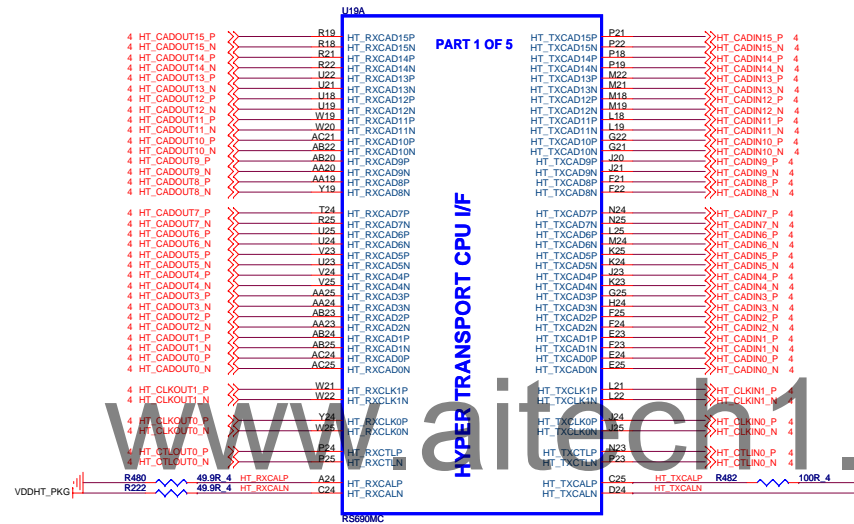 U19A
4 HT_CADOUT15_P R19 HT_RXCAD15P PART 1 OF 5 HT_TXCAD15P P21 HT_CADIN15_P 4
4 HT_CADOUT15_N R18 HT_RXCAD15N HT_TXCAD15N P22 HT_CADIN15_N 4
4 HT_CADOUT14_P R21 HT_RXCAD14P HT_TXCAD14P P18 HT_CADIN14_P 4
4 HT_CADOUT14_N R22 HT_RXCAD14N HT_TXCAD14N P19 HT_CADIN14_N 4
4 HT_CADOUT13_P U22 HT_RXCAD13P HT_TXCAD13P M22 HT_CADIN13_P 4
4 HT_CADOUT13_N U21 HT_RXCAD13N HT_TXCAD13N M21 HT_CADIN13_N 4
4 HT_CADOUT12_P U18 HT_RXCAD12P HT_TXCAD12P M18 HT_CADIN12_P 4
4 HT_CADOUT12_N U19 HT_RXCAD12N HT_TXCAD12N M19 HT_CADIN12_N 4
4 HT_CADOUT11_P W19 HT_RXCAD11P HT_TXCAD11P L18 HT_CADIN11_P 4
4 HT_CADOUT11_N W20 HT_RXCAD11N HT_TXCAD11N L19 HT_CADIN11_N 4
4 HT_CADOUT10_P AC21 HT_RXCAD10P HT_TXCAD10P G22 HT_CADIN10_P 4
4 HT_CADOUT10_N AB22 HT_RXCAD10N HT_TXCAD10N G21 HT_CADIN10_N 4
4 HT_CADOUT9_P AB20 HT_RXCAD9P HT_TXCAD9P J20 HT_CADIN9_P 4
4 HT_CADOUT9_N AA20 HT_RXCAD9N HT_TXCAD9N J21 HT_CADIN9_N 4
4 HT_CADOUT8_P AA19 HT_RXCAD8P HT_TXCAD8P F21 HT_CADIN8_P 4
4 HT_CADOUT8_N Y19 HT_RXCAD8N HT_TXCAD8N F22 HT_CADIN8_N 4
4 HT_CADOUT7_P T24 HT_RXCAD7P HT_TXCAD7P N24 HT_CADIN7_P 4
4 HT_CADOUT7_N R25 HT_RXCAD7N HT_TXCAD7N N25 HT_CADIN7_N 4
4 HT_CADOUT6_P U25 HT_RXCAD6P HT_TXCAD6P L25 HT_CADIN6_P 4
4 HT_CADOUT6_N U24 HT_RXCAD6N HT_TXCAD6N M24 HT_CADIN6_N 4
4 HT_CADOUT5_P V23 HT_RXCAD5P HT_TXCAD5P K25 HT_CADIN5_P 4
4 HT_CADOUT5_N U23 HT_RXCAD5N HT_TXCAD5N K24 HT_CADIN5_N 4
4 HT_CADOUT4_P V24 HT_RXCAD4P HT_TXCAD4P J23 HT_CADIN4_P 4
4 HT_CADOUT4_N V25 HT_RXCAD4N HT_TXCAD4N K23 HT_CADIN4_N 4
4 HT_CADOUT3_P AA25 HT_RXCAD3P HT_TXCAD3P G25 HT_CADIN3_P 4
4 HT_CADOUT3_N AA24 HT_RXCAD3N HT_TXCAD3N H24 HT_CADIN3_N 4
4 HT_CADOUT2_P AB23 HT_RXCAD2P HT_TXCAD2P F25 HT_CADIN2_P 4
4 HT_CADOUT2_N AA23 HT_RXCAD2N HT_TXCAD2N F24 HT_CADIN2_N 4
4 HT_CADOUT1_P AB24 HT_RXCAD1P HT_TXCAD1P E23 HT_CADIN1_P 4
4 HT_CADOUT1_N AB25 HT_RXCAD1N HT_TXCAD1N F23 HT_CADIN1_N 4
4 HT_CADOUT0_P AC24 HT_RXCAD0P HT_TXCAD0P E24 HT_CADIN0_P 4
4 HT_CADOUT0_N AC25 HT_RXCAD0N HT_TXCAD0N E25 HT_CADIN0_N 4
HYPER TRANSPORT CPU I/F
4 HT_CLKOUT1_P W21 HT_RXCLK1P HT_TXCLK1P L21 HT_CLKIN1_P 4
4 HT_CLKOUT1_N W22 HT_RXCLK1N HT_TXCLK1N L22 HT_CLKIN1_N 4
www.aitech1.
4 HT_CLKOUT0_P Y24 HT_RXCLK0P HT_TXCLK0P J24 HT_CLKIN0_P 4
4 HT_CLKOUT0_N W25 HT_RXCLK0N HT_TXCLK0N J25 HT_CLKIN0_N 4
4 HT_CTLOUT0_P P24 HT_RXCTLP HT_TXCTLP N23 HT_CTLIN0_P 4
4 HT_CTLOUT0_N P25 HT_RXCTLN HT_TXCTLN P23 HT_CTLIN0_N 4
R480 49.9R_4 HT_RXCALP A24 HT_RXCALP HT_TXCALP C25 HT_TXCALP R482 100R_4
VDDHT_PKG R222 49.9R_4 HT_RXCALN C24 HT_RXCALN HT_TXCALN D24 HT_TXCALN
RS690MC